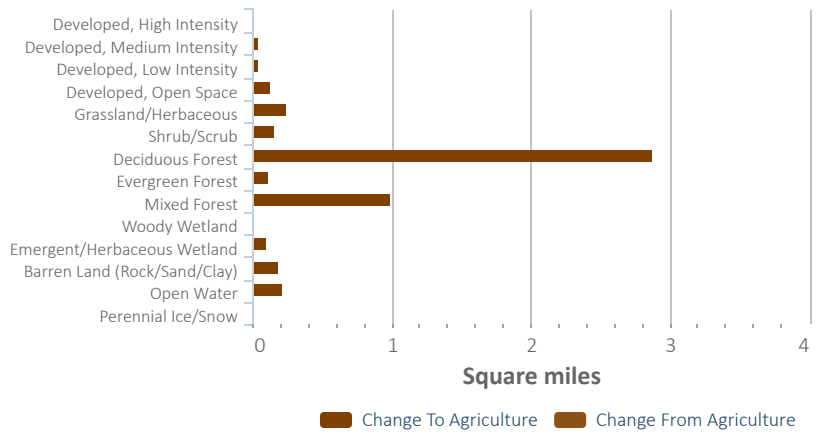 Developed, High Intensity
Developed, Medium Intensity
Developed, Low Intensity
Developed, Open Space
Grassland/Herbaceous
Shrub/Scrub
Deciduous Forest
Evergreen Forest
Mixed Forest
Woody Wetland
Emergent/Herbaceous Wetland
Barren Land (Rock/Sand/Clay)
Open Water
Perennial Ice/Snow
0 1 2 3 4
Square miles
Change To Agriculture Change From Agriculture